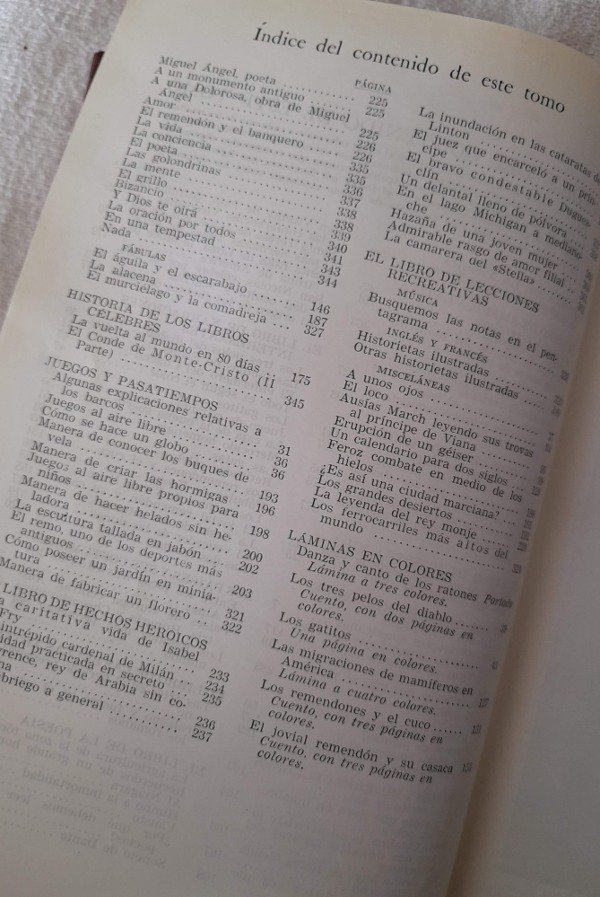 Índice del contenido de este tomo
PÁGINA
Miguel Ángel, poeta 225
A un monumento antiguo 225
A una Dolorosa, obra de Miguel
Ángel 225
Amor 226
El remendón y el banquero 226
La vida 335
La conciencia 335
El poeta 336
Las golondrinas 337
La mente 338
El grillo 338
Bizancio 339
Y Dios te oirá 340
La oración por todos 341
En una tempestad 343
Nada 344
FÁBULAS
El águila y el escarabajo 146
La alacena 187
El murciélago y la comadreja 327
HISTORIA DE LOS LIBROS
CÉLEBRES
La vuelta al mundo en 80 días 175
El Conde de Monte-Cristo (II
Parte) 345
JUEGOS Y PASATIEMPOS
Algunas explicaciones relativas a
los barcos 31
Juegos al aire libre 36
Cómo se hace un globo 36
Manera de conocer los buques de
vela 193
Manera de criar las hormigas 196
Juegos al aire libre propios para
niños 198
Manera de hacer helados sin he-
ladora 200
La escultura tallada en jabón 202
El remo, uno de los deportes más
antiguos 203
Cómo poseer un jardín en minia-
tura 321
Manera de fabricar un florero 322
LIBRO DE HECHOS HEROICOS
caritativa vida de Isabel
Fry 233
intrépido cardenal de Milán 234
practicada en secreto 235
rey de Arabia sin co-
236
a general 237
La inundación en las cataratas de
Linton
El juez que encarceló a un prín-
cipe
El bravo condestable Dugues-
clín
Un delantal lleno de pólvora
En el lago Michigan a mediano-
che
Hazaña de una joven mujer
Admirable rasgo de amor filial
La camarera del «Stella»
EL LIBRO DE LECCIONES
RECREATIVAS
MÚSICA
Busquemos las notas en el pen-
tagrama
INGLÉS Y FRANCÉS
Historietas ilustradas
Otras historietas ilustradas
MISCELÁNEAS
A unos ojos
El loco
Ausías March leyendo sus trovas
al príncipe de Viana
Erupción de un géiser
Un calendario para dos siglos
Feroz combate en medio de los
hielos
¿Es así una ciudad marciana?
Los grandes desiertos
La leyenda del rey monje
Los ferrocarriles más altos del
mundo
LÁMINAS EN COLORES
Danza y canto de los ratones Portada
Lámina a tres colores.
Los tres pelos del diablo
Cuento, con dos páginas en
colores.
Los gatitos
Una página en colores.
Las migraciones de mamíferos en
América
Lámina a cuatro colores.
Los remendones y el cuco
Cuento, con tres páginas en
colores.
El jovial remendón y su casaca
Cuento, con tres páginas en
colores.